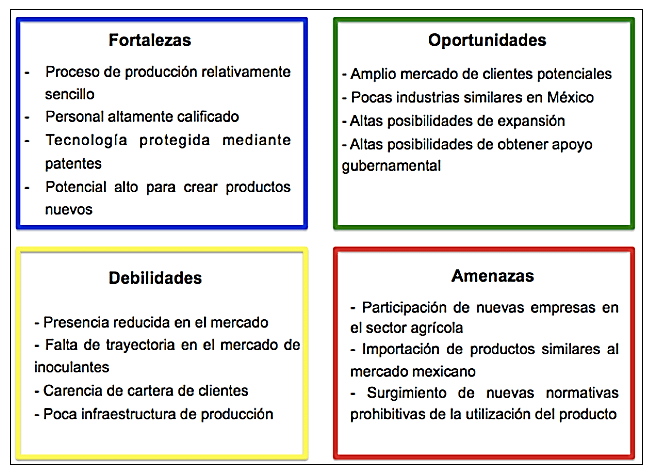 Fortalezas
- Proceso de producción relativamente
sencillo
- Personal altamente calificado
- Tecnología protegida mediante
patentes
- Potencial alto para crear productos
nuevos
Oportunidades
- Amplio mercado de clientes potenciales
- Pocas industrias similares en México
- Altas posibilidades de expansión
- Altas posibilidades de obtener apoyo
gubernamental
Debilidades
- Presencia reducida en el mercado
- Falta de trayectoria en el mercado de
inoculantes
- Carencia de cartera de clientes
- Poca infraestructura de producción
Amenazas
- Participación de nuevas empresas en
el sector agrícola
- Importación de productos similares al
mercado mexicano
- Surgimiento de nuevas normativas
prohibitivas de la utilización del producto